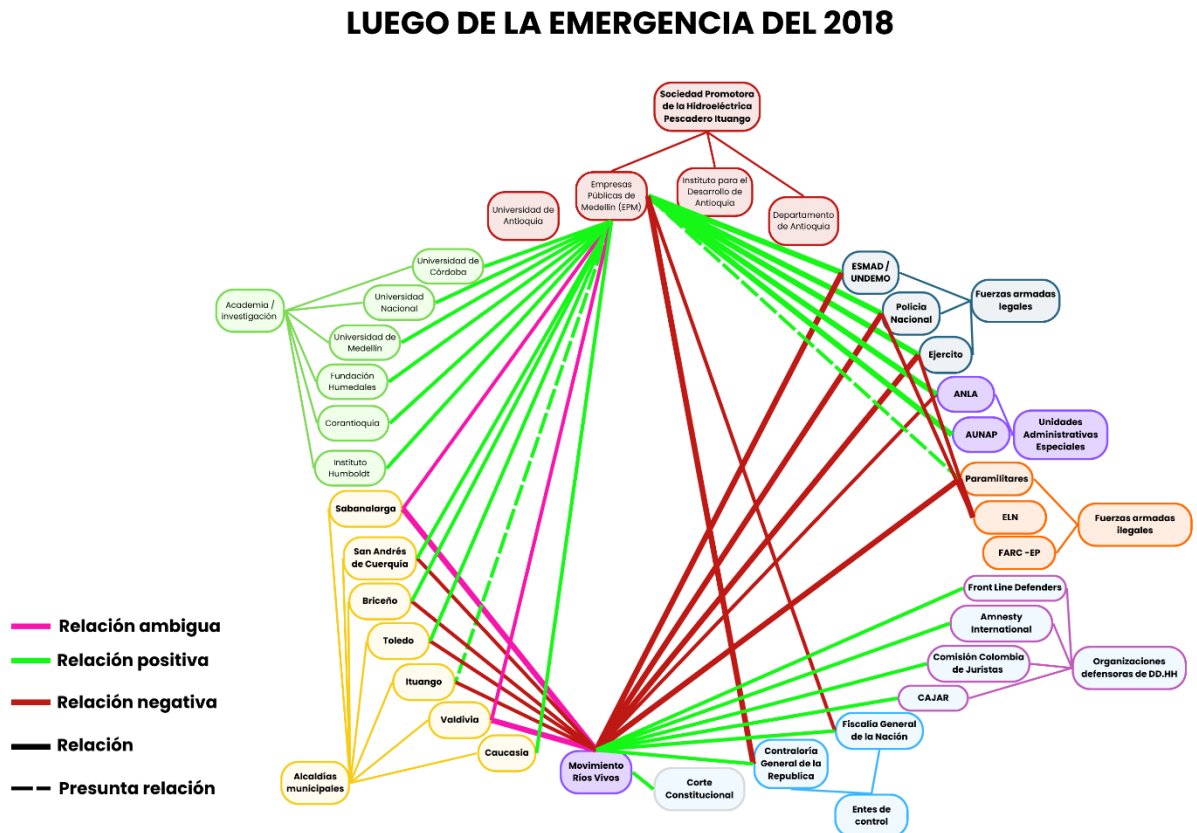 LUEGO DE LA EMERGENCIA DEL 2018
Sociedad Promotora
de la Hidroeléctrica
Pescadero Ituango
Empresas
Públicas de
Medellín (EPM)
Instituto para el
Desarrollo de
Antioquia
Departamento
de Antioquia
Universidad de
Antioquia
Universidad de
Córdoba
Universidad
Nacional
Academia /
investigación
Universidad de
Medellín
Fundación
Humedales
Corantioquia
Instituto
Humboldt
ESMAD /
UNDEMO
Policía
Nacional
Fuerzas armadas
legales
Ejercito
ANLA
AUNAP
Unidades
Administrativas
Especiales
Paramilitares
ELN
FARC -EP
Fuerzas armadas
ilegales
Sabanalarga
San Andrés
de Cuerquía
Briceño
Toledo
Ituango
Valdivia
Caucasia
Alcaldías
municipales
Front Line Defenders
Amnesty
International
Comisión Colombia
de Juristas
CAJAR
Organizaciones
defensoras de DD.HH
Fiscalía General
de la Nación
Contraloría
General de la
Republica
Entes de
control
Movimiento
Ríos Vivos
Corte
Constitucional
Relación ambigua
Relación positiva
Relación negativa
Relación
Presunta relación